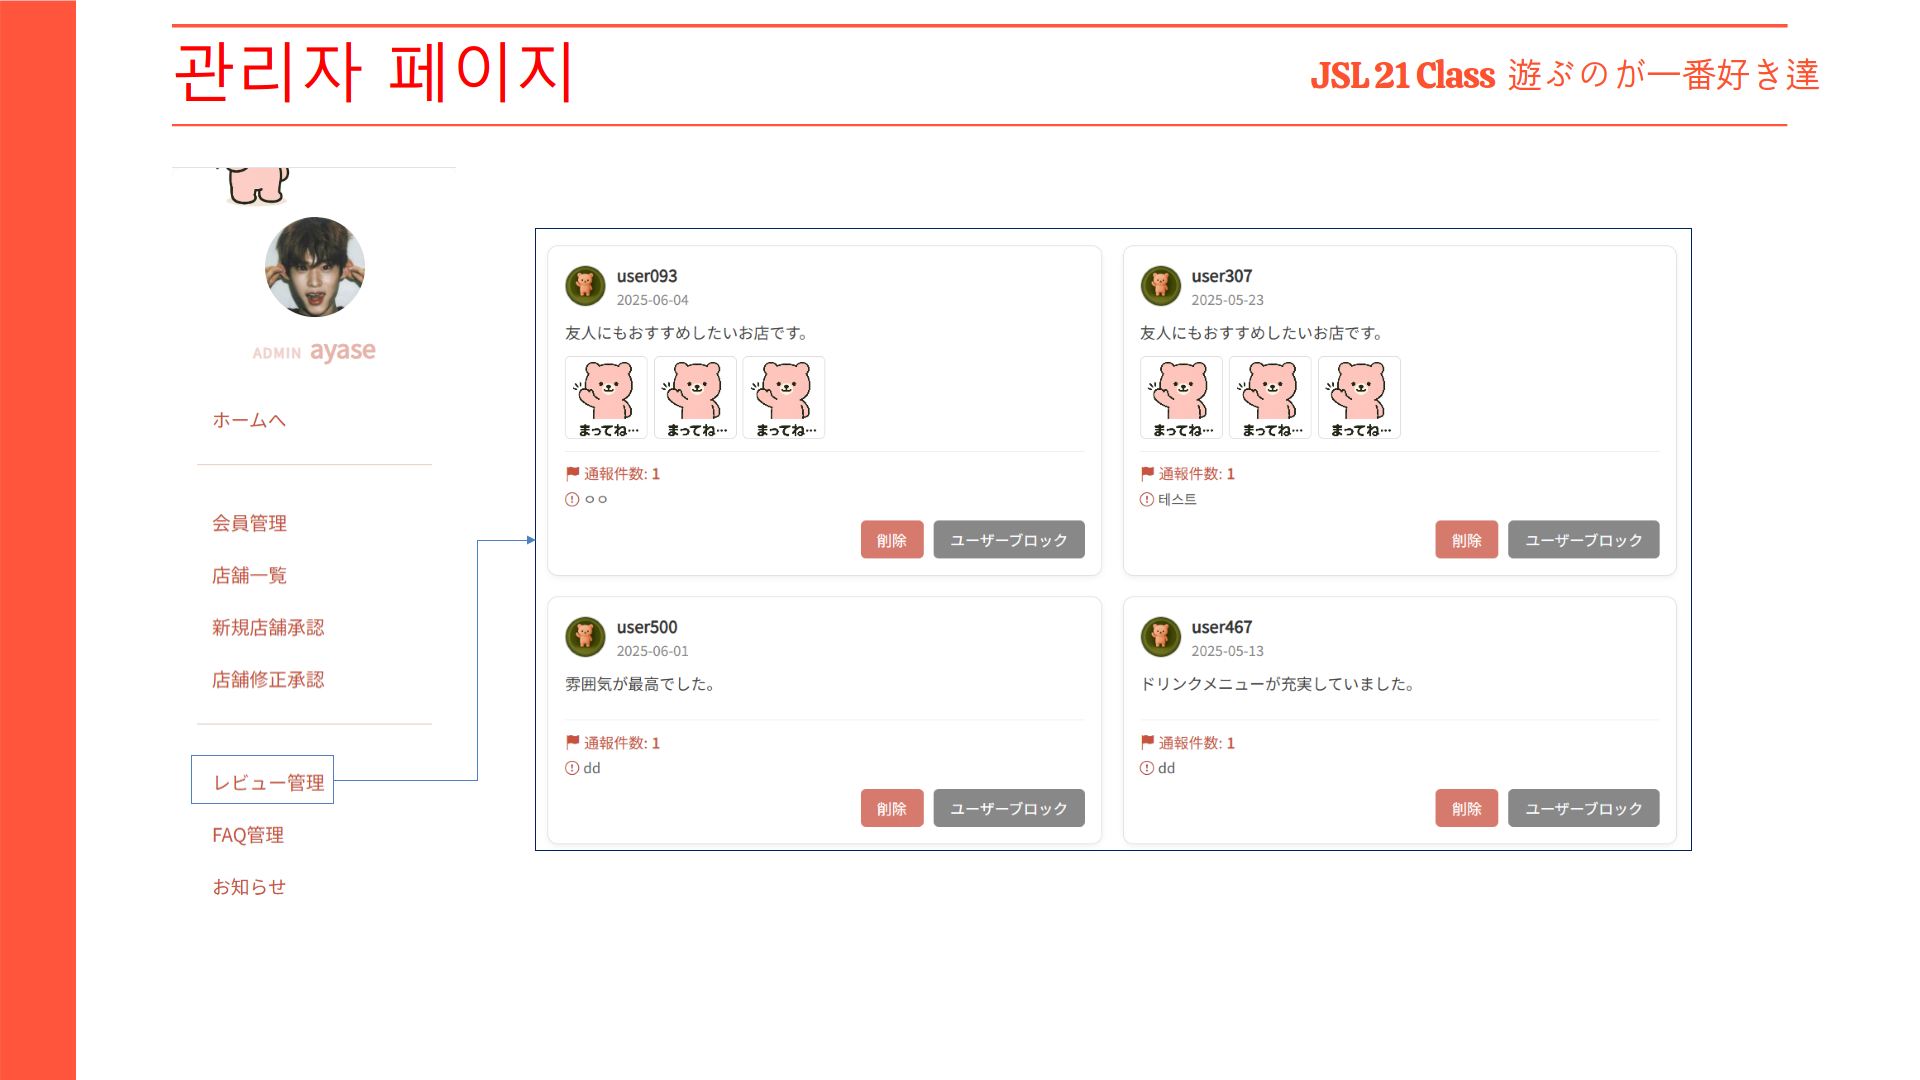 관리자 페이지
JSL 21 Class 遊ぶのが一番好き達
ADMIN ayase
ホームへ
会員管理
店舗一覧
新規店舗承認
店舗修正承認
レビュー管理
FAQ管理
お知らせ
user093
2025-06-04
友人にもおすすめしたいお店です。
まってね… まってね… まってね…
通報件数: 1
ㅇㅇ
削除 ユーザーブロック
user307
2025-05-23
友人にもおすすめしたいお店です。
まってね… まってね… まってね…
通報件数: 1
테스트
削除 ユーザーブロック
user500
2025-06-01
雰囲気が最高でした。
通報件数: 1
dd
削除 ユーザーブロック
user467
2025-05-13
ドリンクメニューが充実していました。
通報件数: 1
dd
削除 ユーザーブロック